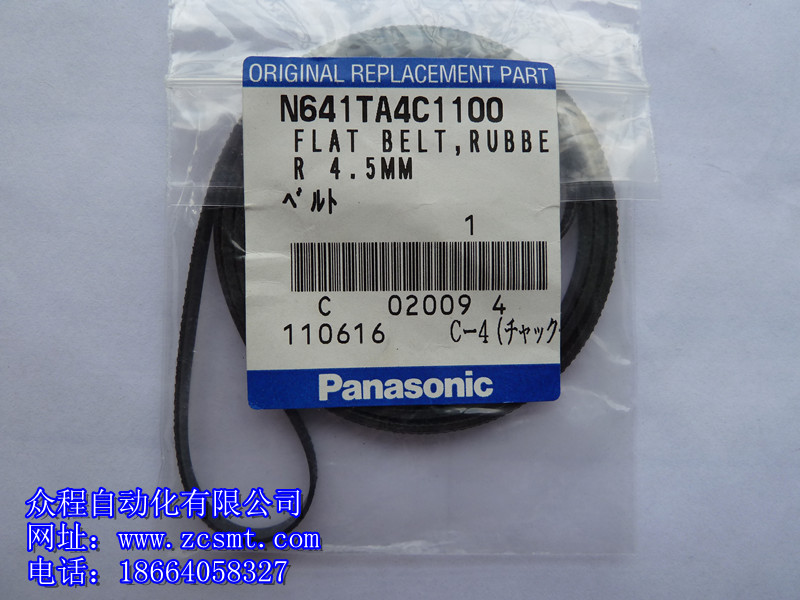 ORIGINAL REPLACEMENT PART
N641TA4C1100
FLAT BELT,RUBBE
R 4.5MM
ベルト
1
C 02009 4
110616 C-4(チャック
Panasonic
众程自动化有限公司
网址：www.zcsmt.com
电话：18664058327